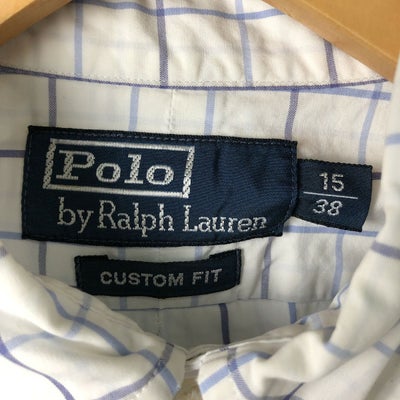 Polo
by Ralph Lauren
15
38
CUSTOM FIT